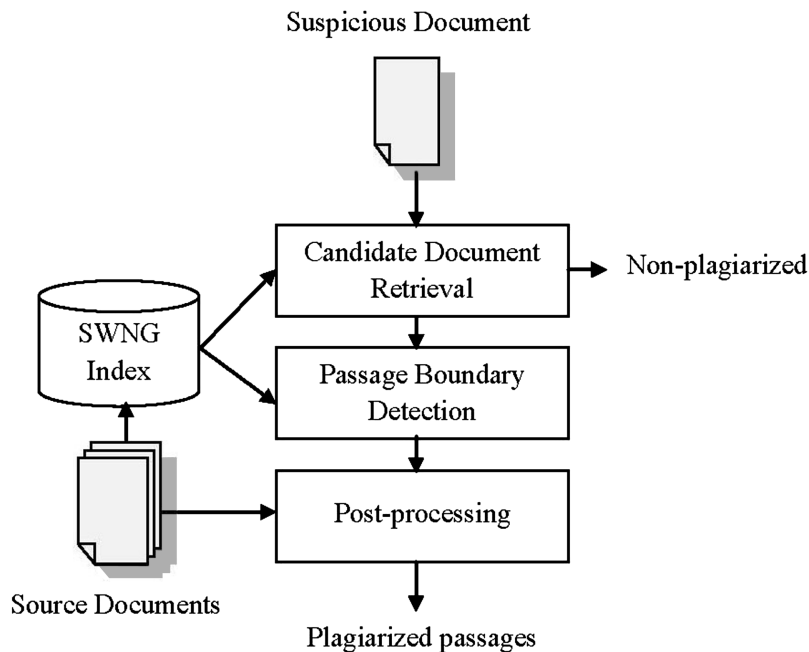 Suspicious Document
Candidate Document
Retrieval
Non-plagiarized
SWNG
Index
Passage Boundary
Detection
Post-processing
Source Documents
Plagiarized passages